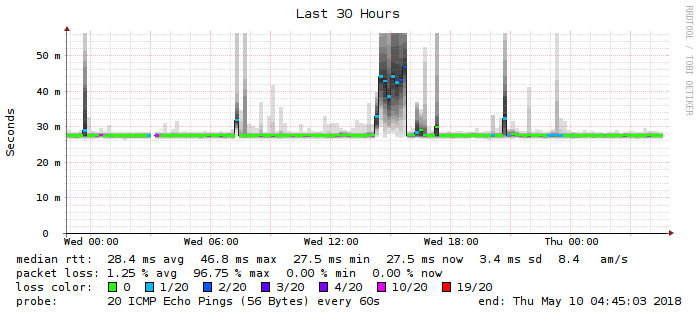 Last 30 Hours
RRDTOOL / TOBI OETIKER
Seconds
50 m
40 m
30 m
20 m
10 m
0
Wed 00:00 Wed 06:00 Wed 12:00 Wed 18:00 Thu 00:00
median rtt: 28.4 ms avg 46.8 ms max 27.5 ms min 27.5 ms now 3.4 ms sd 8.4 am/s
packet loss: 1.25 % avg 96.75 % max 0.00 % min 0.00 % now
loss color: 0 1/20 2/20 3/20 4/20 10/20 19/20
probe: 20 ICMP Echo Pings (56 Bytes) every 60s end: Thu May 10 04:45:03 2018